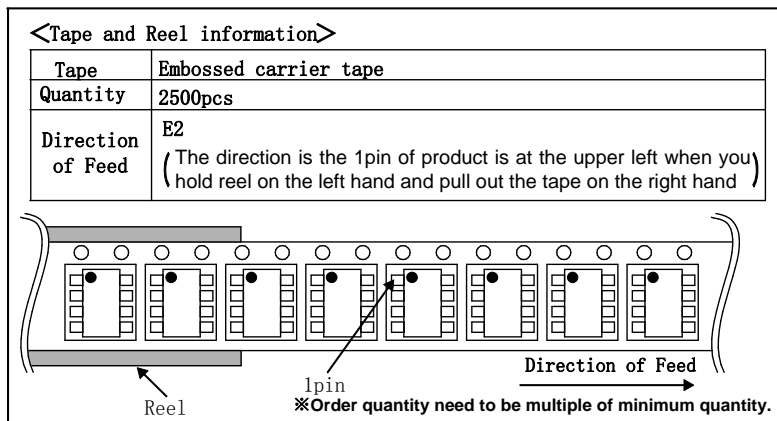 <Tape and Reel information>
Tape Embossed carrier tape
Quantity 2500pcs
Direction of Feed E2
(The direction is the 1pin of product is at the upper left when you
hold reel on the left hand and pull out the tape on the right hand)
Direction of Feed
1pin
Reel
※Order quantity need to be multiple of minimum quantity.